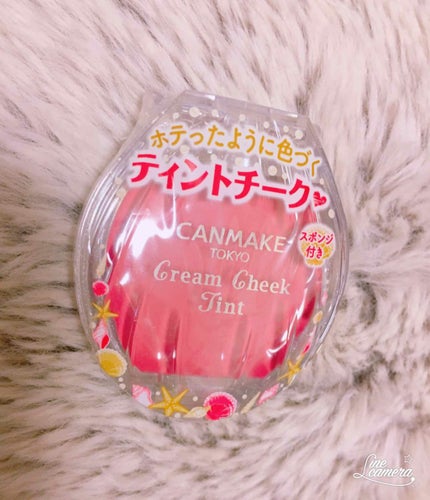 ホテったように色づく
ティントチーク
スポンジ
付き
CANMAKE
TOKYO
Cream Cheek
Tint
Line
camera